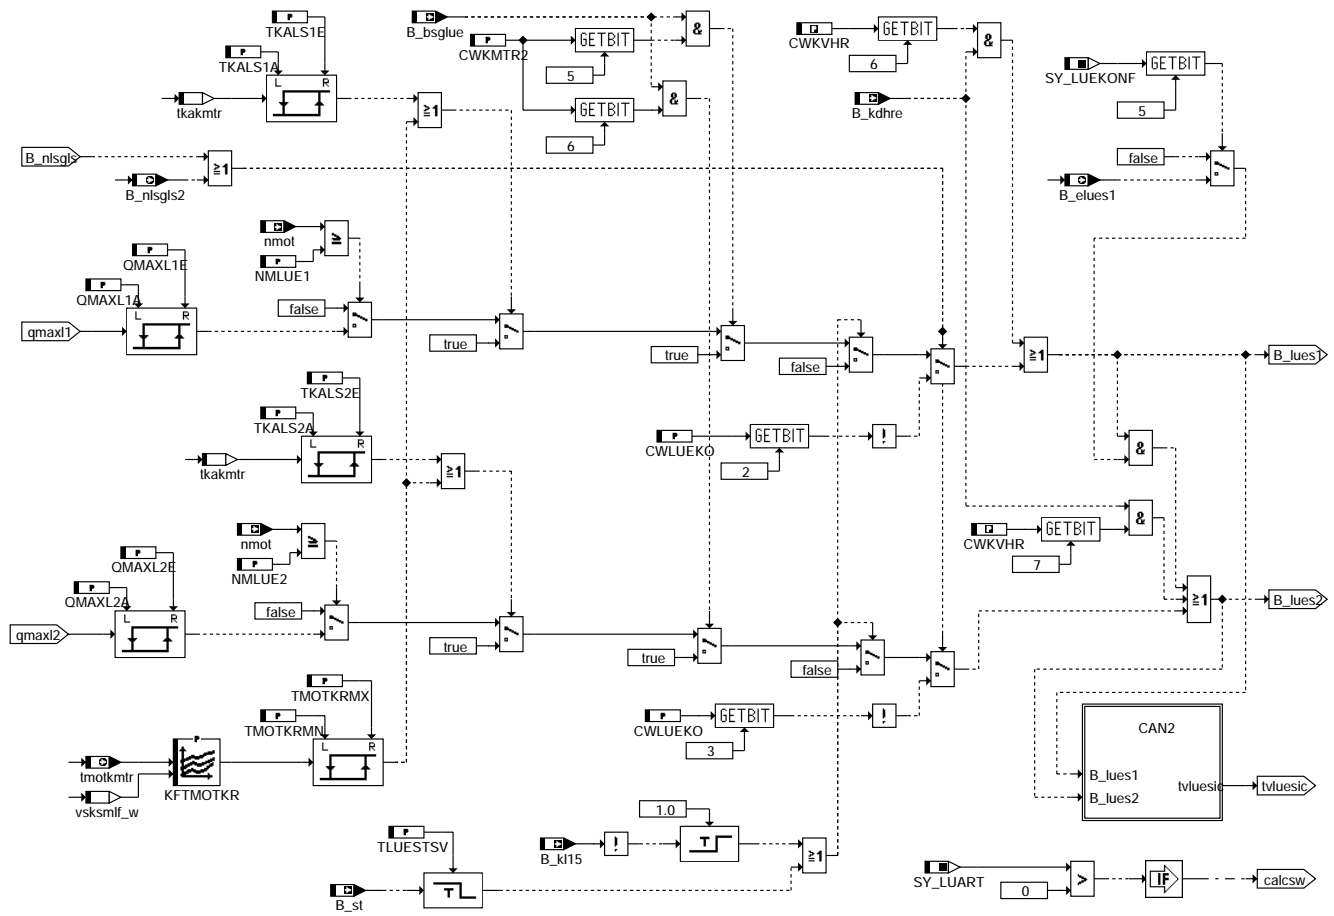 TKALS1E
B_bsglue
&
CWKVHR
GETBIT
6
&
P
TKALS1A
L
R
P
CWKMTR2
GETBIT
5
SY_LUEKONF
GETBIT
5
tkakmtr
≥1
GETBIT
6
&
B_kdhre
B_nlsgls
≥1
B_nlsgls2
false
B_elues1
nmot
≥
P
QMAXL1E
P
NMLUE1
P
QMAXL1A
L
R
false
qmaxl1
true
true
false
≥1
B_lues1
P
TKALS2E
P
TKALS2A
L
R
P
CWLUEKO
GETBIT
2
!
&
tkakmtr
≥1
&
CWKVHR
GETBIT
7
nmot
≥
P
NMLUE2
P
QMAXL2E
P
QMAXL2A
L
R
false
≥1
B_lues2
qmaxl2
true
true
false
P
TMOTKRMX
P
TMOTKRMN
L
R
P
CWLUEKO
GETBIT
3
!
CAN2
tmotkmtr
P
KFTMOTKR
vsksmlf_w
B_lues1
B_lues2
tvluesic
tvluesic
1.0
P
TLUESTSV
B_kl15
!
T
≥1
B_st
T
SY_LUART
0
>
IF
calcsw